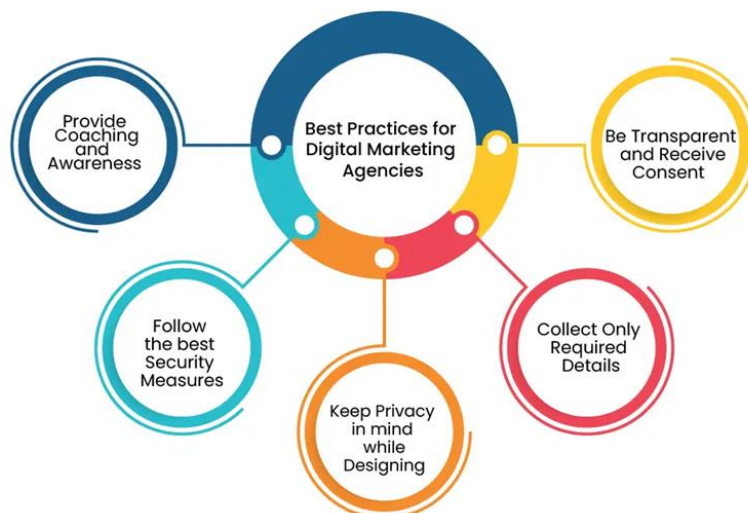 Best Practices for
Digital Marketing
Agencies
Provide
Coaching
and
Awareness
Follow
the best
Security
Measures
Keep Privacy
in mind
while
Designing
Collect Only
Required
Details
Be Transparent
and Receive
Consent